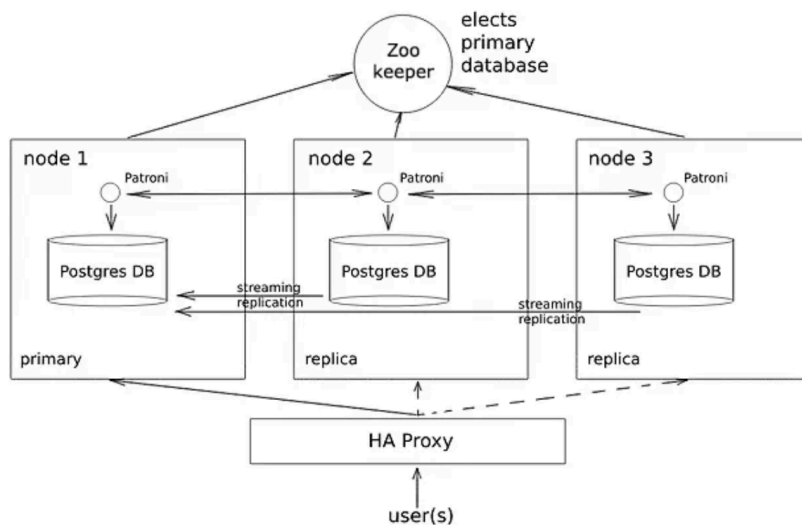 elects
primary
database
Zoo
keeper
node 1
Patroni
Postgres DB
primary
node 2
Patroni
Postgres DB
replica
node 3
Patroni
Postgres DB
replica
streaming
replication
streaming
replication
HA Proxy
user(s)